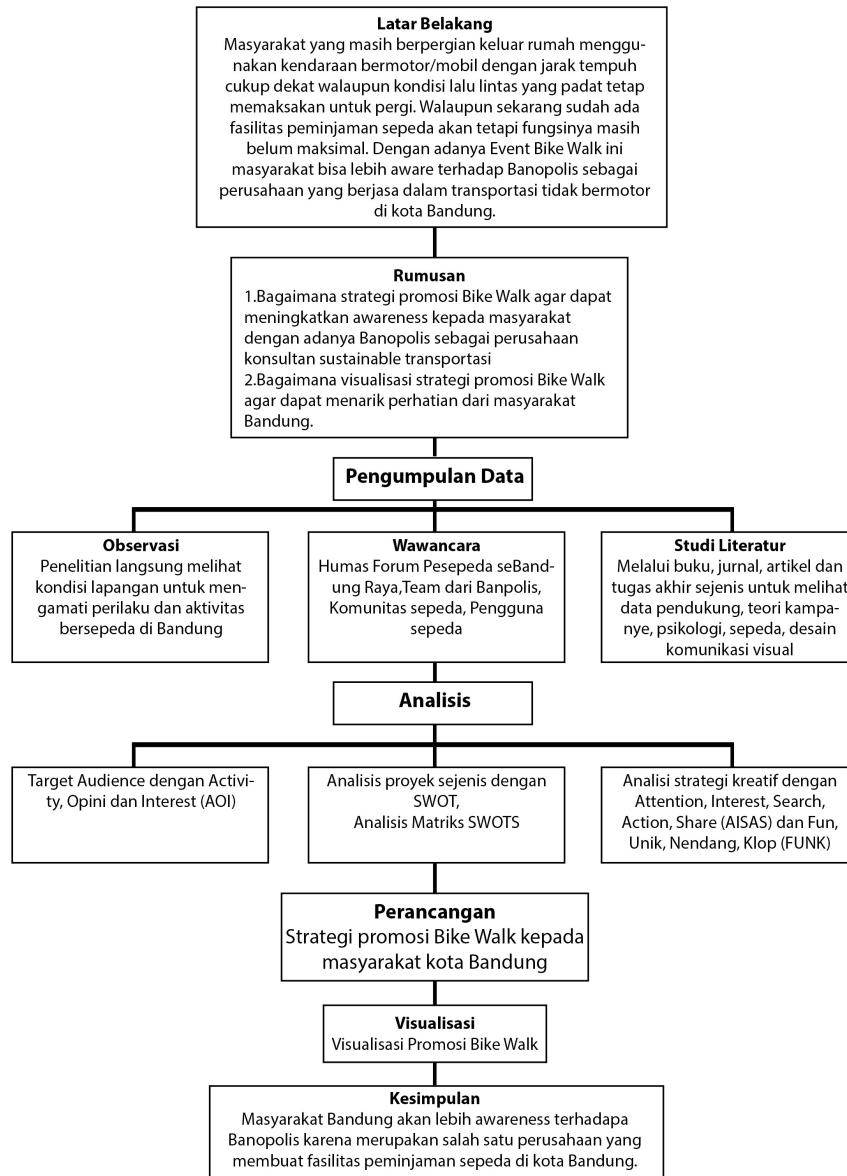 Latar Belakang
Masyarakat yang masih berpergian keluar rumah menggu-
nakan kendaraan bermotor/mobil dengan jarak tempuh
cukup dekat walaupun kondisi lalu lintas yang padat tetap
memaksakan untuk pergi. Walaupun sekarang sudah ada
fasilitas peminjaman sepeda akan tetapi fungsinya masih
belum maksimal. Dengan adanya Event Bike Walk ini
masyarakat bisa lebih aware terhadap Banopolis sebagai
perusahaan yang berjasa dalam transportasi tidak bermotor
di kota Bandung.
Rumusan
1.Bagaimana strategi promosi Bike Walk agar dapat
meningkatkan awareness kepada masyarakat
dengan adanya Banopolis sebagai perusahaan
konsultan sustainable transportasi
2.Bagaimana visualisasi strategi promosi Bike Walk
agar dapat menarik perhatian dari masyarakat
Bandung.
Pengumpulan Data
Observasi
Penelitian langsung melihat
kondisi lapangan untuk men-
gamati perilaku dan aktivitas
bersepeda di Bandung
Wawancara
Humas Forum Pesepeda seBand-
ung Raya,Team dari Banpolis,
Komunitas sepeda, Pengguna
sepeda
Studi Literatur
Melalui buku, jurnal, artikel dan
tugas akhir sejenis untuk melihat
data pendukung, teori kampa-
nye, psikologi, sepeda, desain
komunikasi visual
Analisis
Target Audience dengan Activi-
ty, Opini dan Interest (AOI)
Analisis proyek sejenis dengan
SWOT,
Analisis Matriks SWOTS
Analisi strategi kreatif dengan
Attention, Interest, Search,
Action, Share (AISAS) dan Fun,
Unik, Nendang, Klop (FUNK)
Perancangan
Strategi promosi Bike Walk kepada
masyarakat kota Bandung
Visualisasi
Visualisasi Promosi Bike Walk
Kesimpulan
Masyarakat Bandung akan lebih awareness terhadapa
Banopolis karena merupakan salah satu perusahaan yang
membuat fasilitas peminjaman sepeda di kota Bandung.